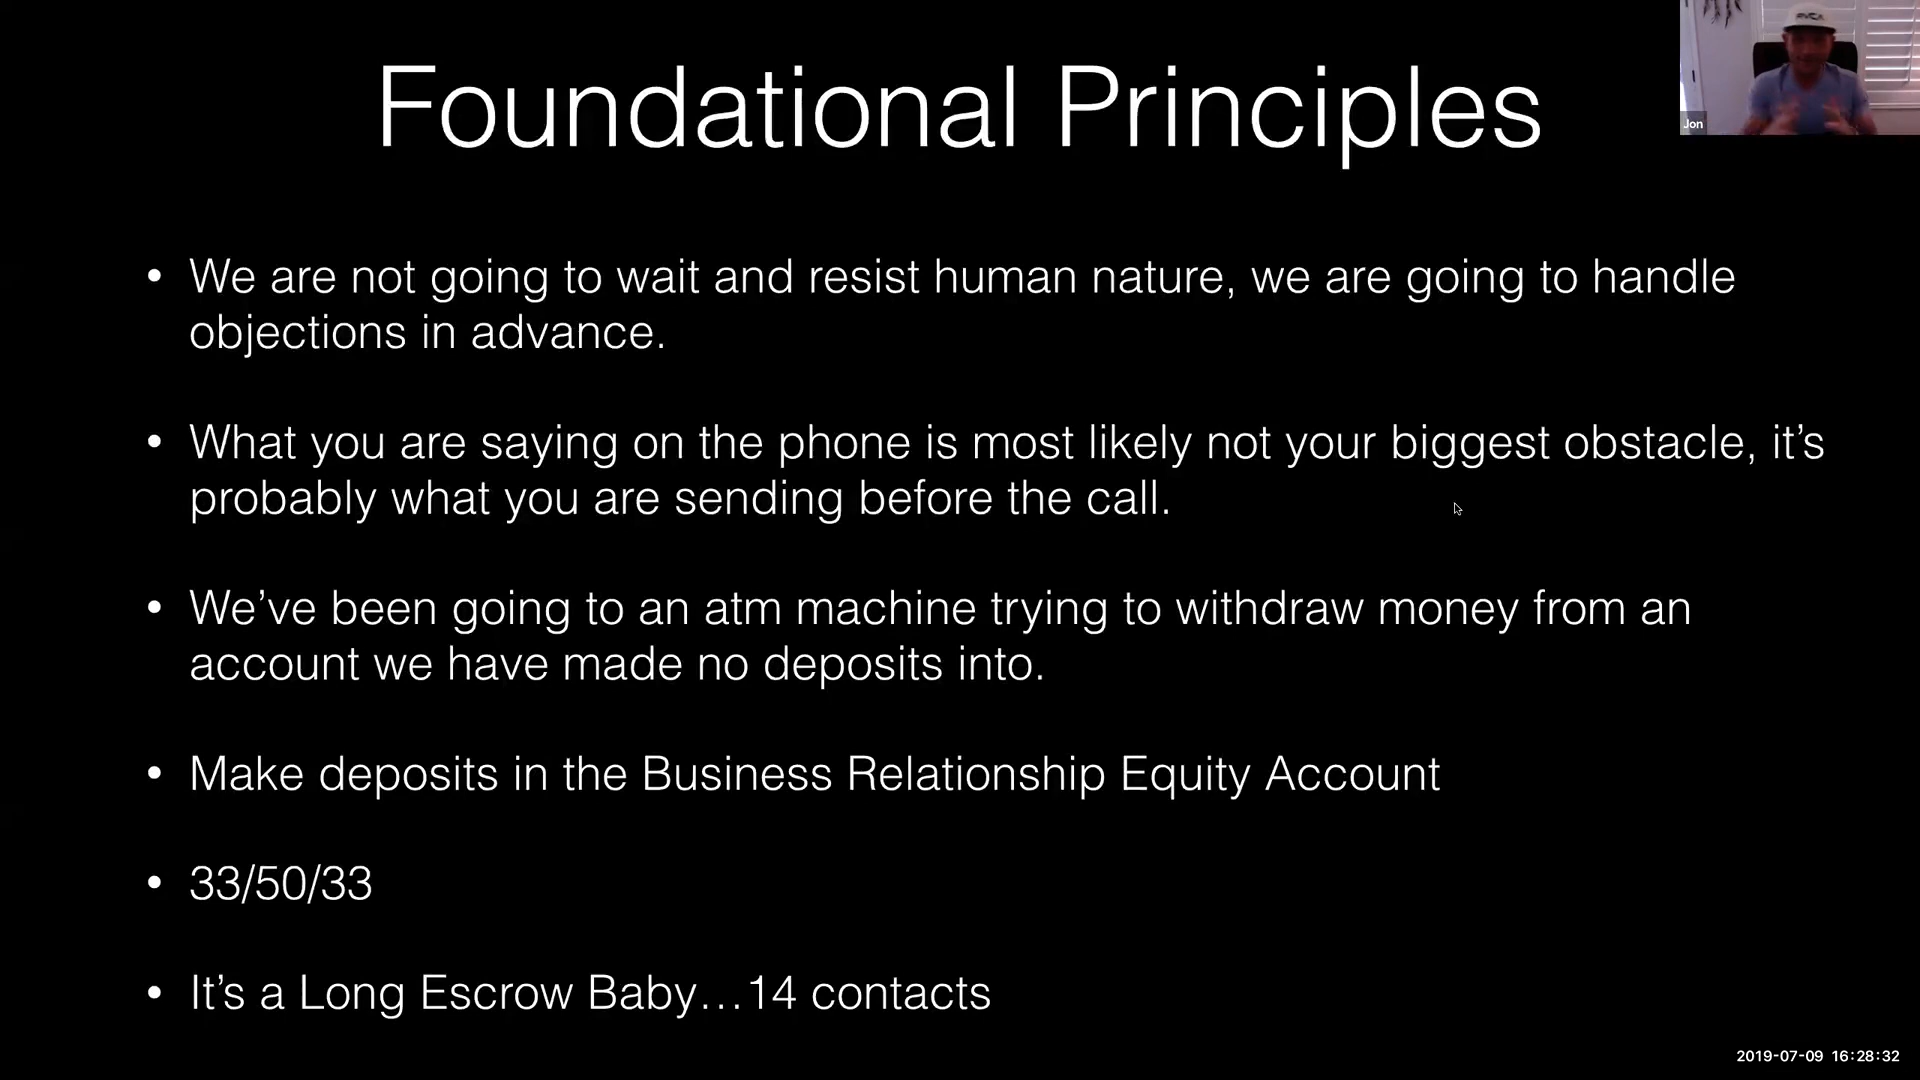 Foundational Principles
Jon
• We are not going to wait and resist human nature, we are going to handle
objections in advance.
• What you are saying on the phone is most likely not your biggest obstacle, it’s
probably what you are sending before the call.
• We’ve been going to an atm machine trying to withdraw money from an
account we have made no deposits into.
• Make deposits in the Business Relationship Equity Account
• 33/50/33
• It’s a Long Escrow Baby…14 contacts
2019-07-09 16:28:32